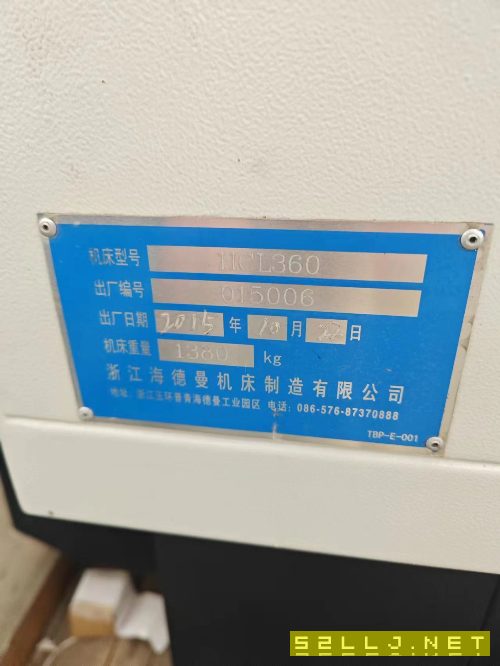 机床型号 HCL360
出厂编号 015006
出厂日期 2015 年 10 月 22 日
机床重量 1380 kg
浙江海德曼机床制造有限公司
地址:浙江玉环普青海德曼工业园区 电话:086-576-87370888
TBP-E-001
52LLJ.NET